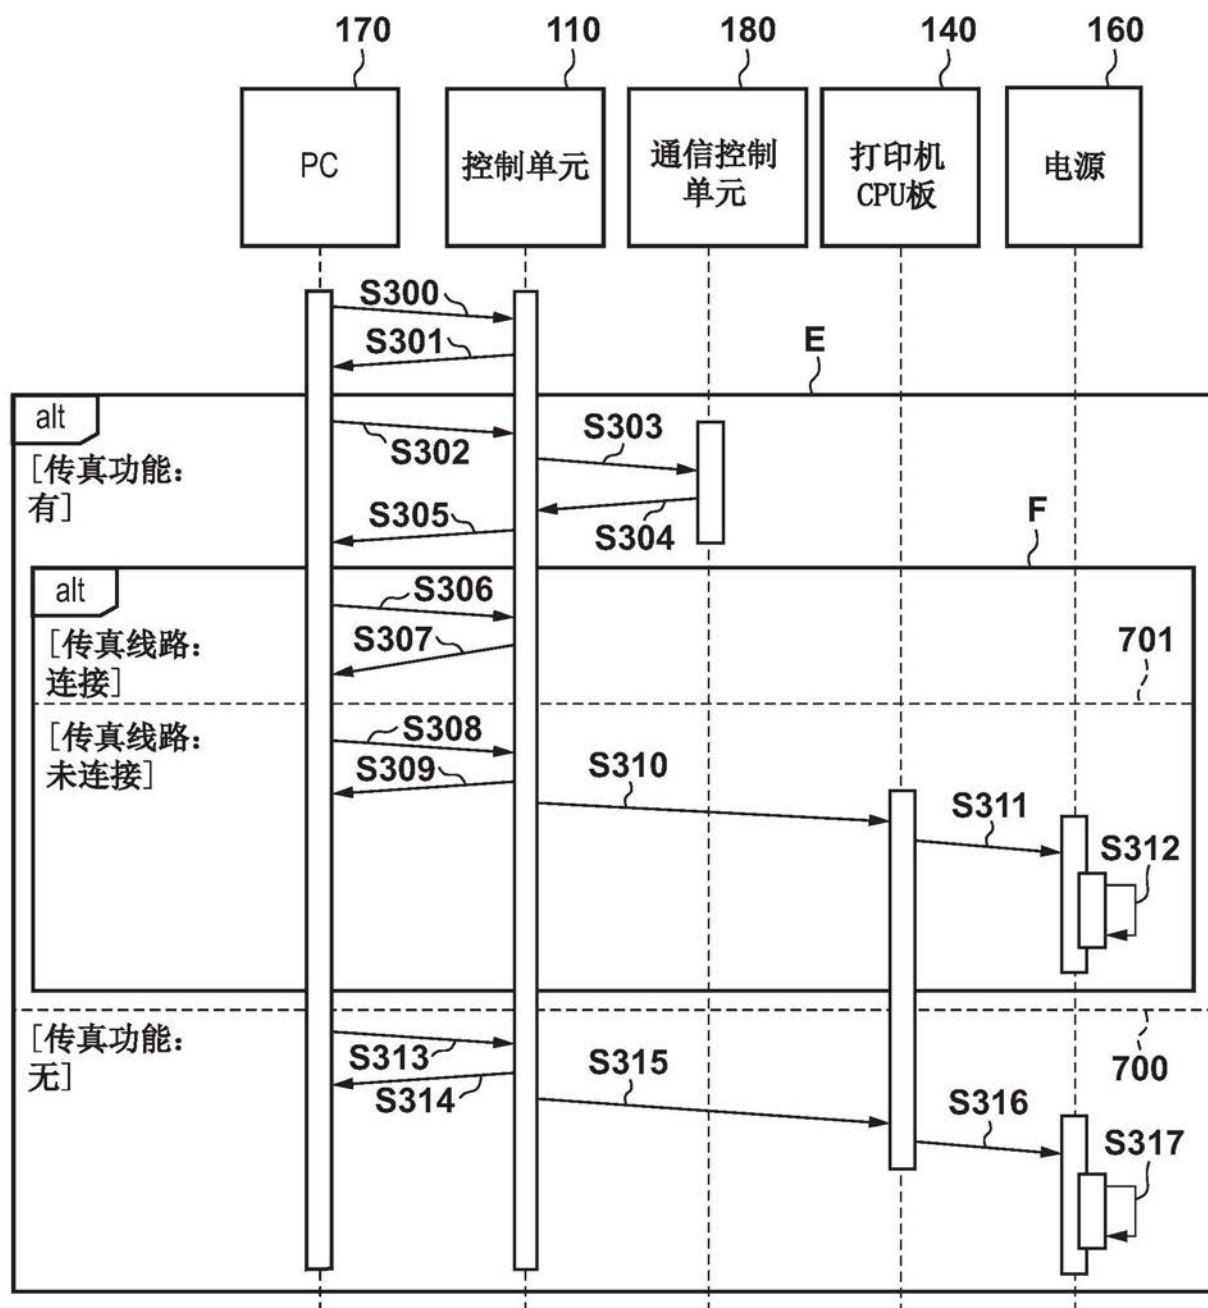 170
110
180
140
160
PC
控制单元
通信控制
单元
打印机
CPU板
电源
S300
S301
E
alt
S302
S303
[传真功能:
有]
S305
S304
F
alt
S306
[传真线路:
连接]
S307
701
[传真线路:
未连接]
S308
S309
S310
S311
S312
[传真功能:
无]
S313
S314
S315
700
S316
S317